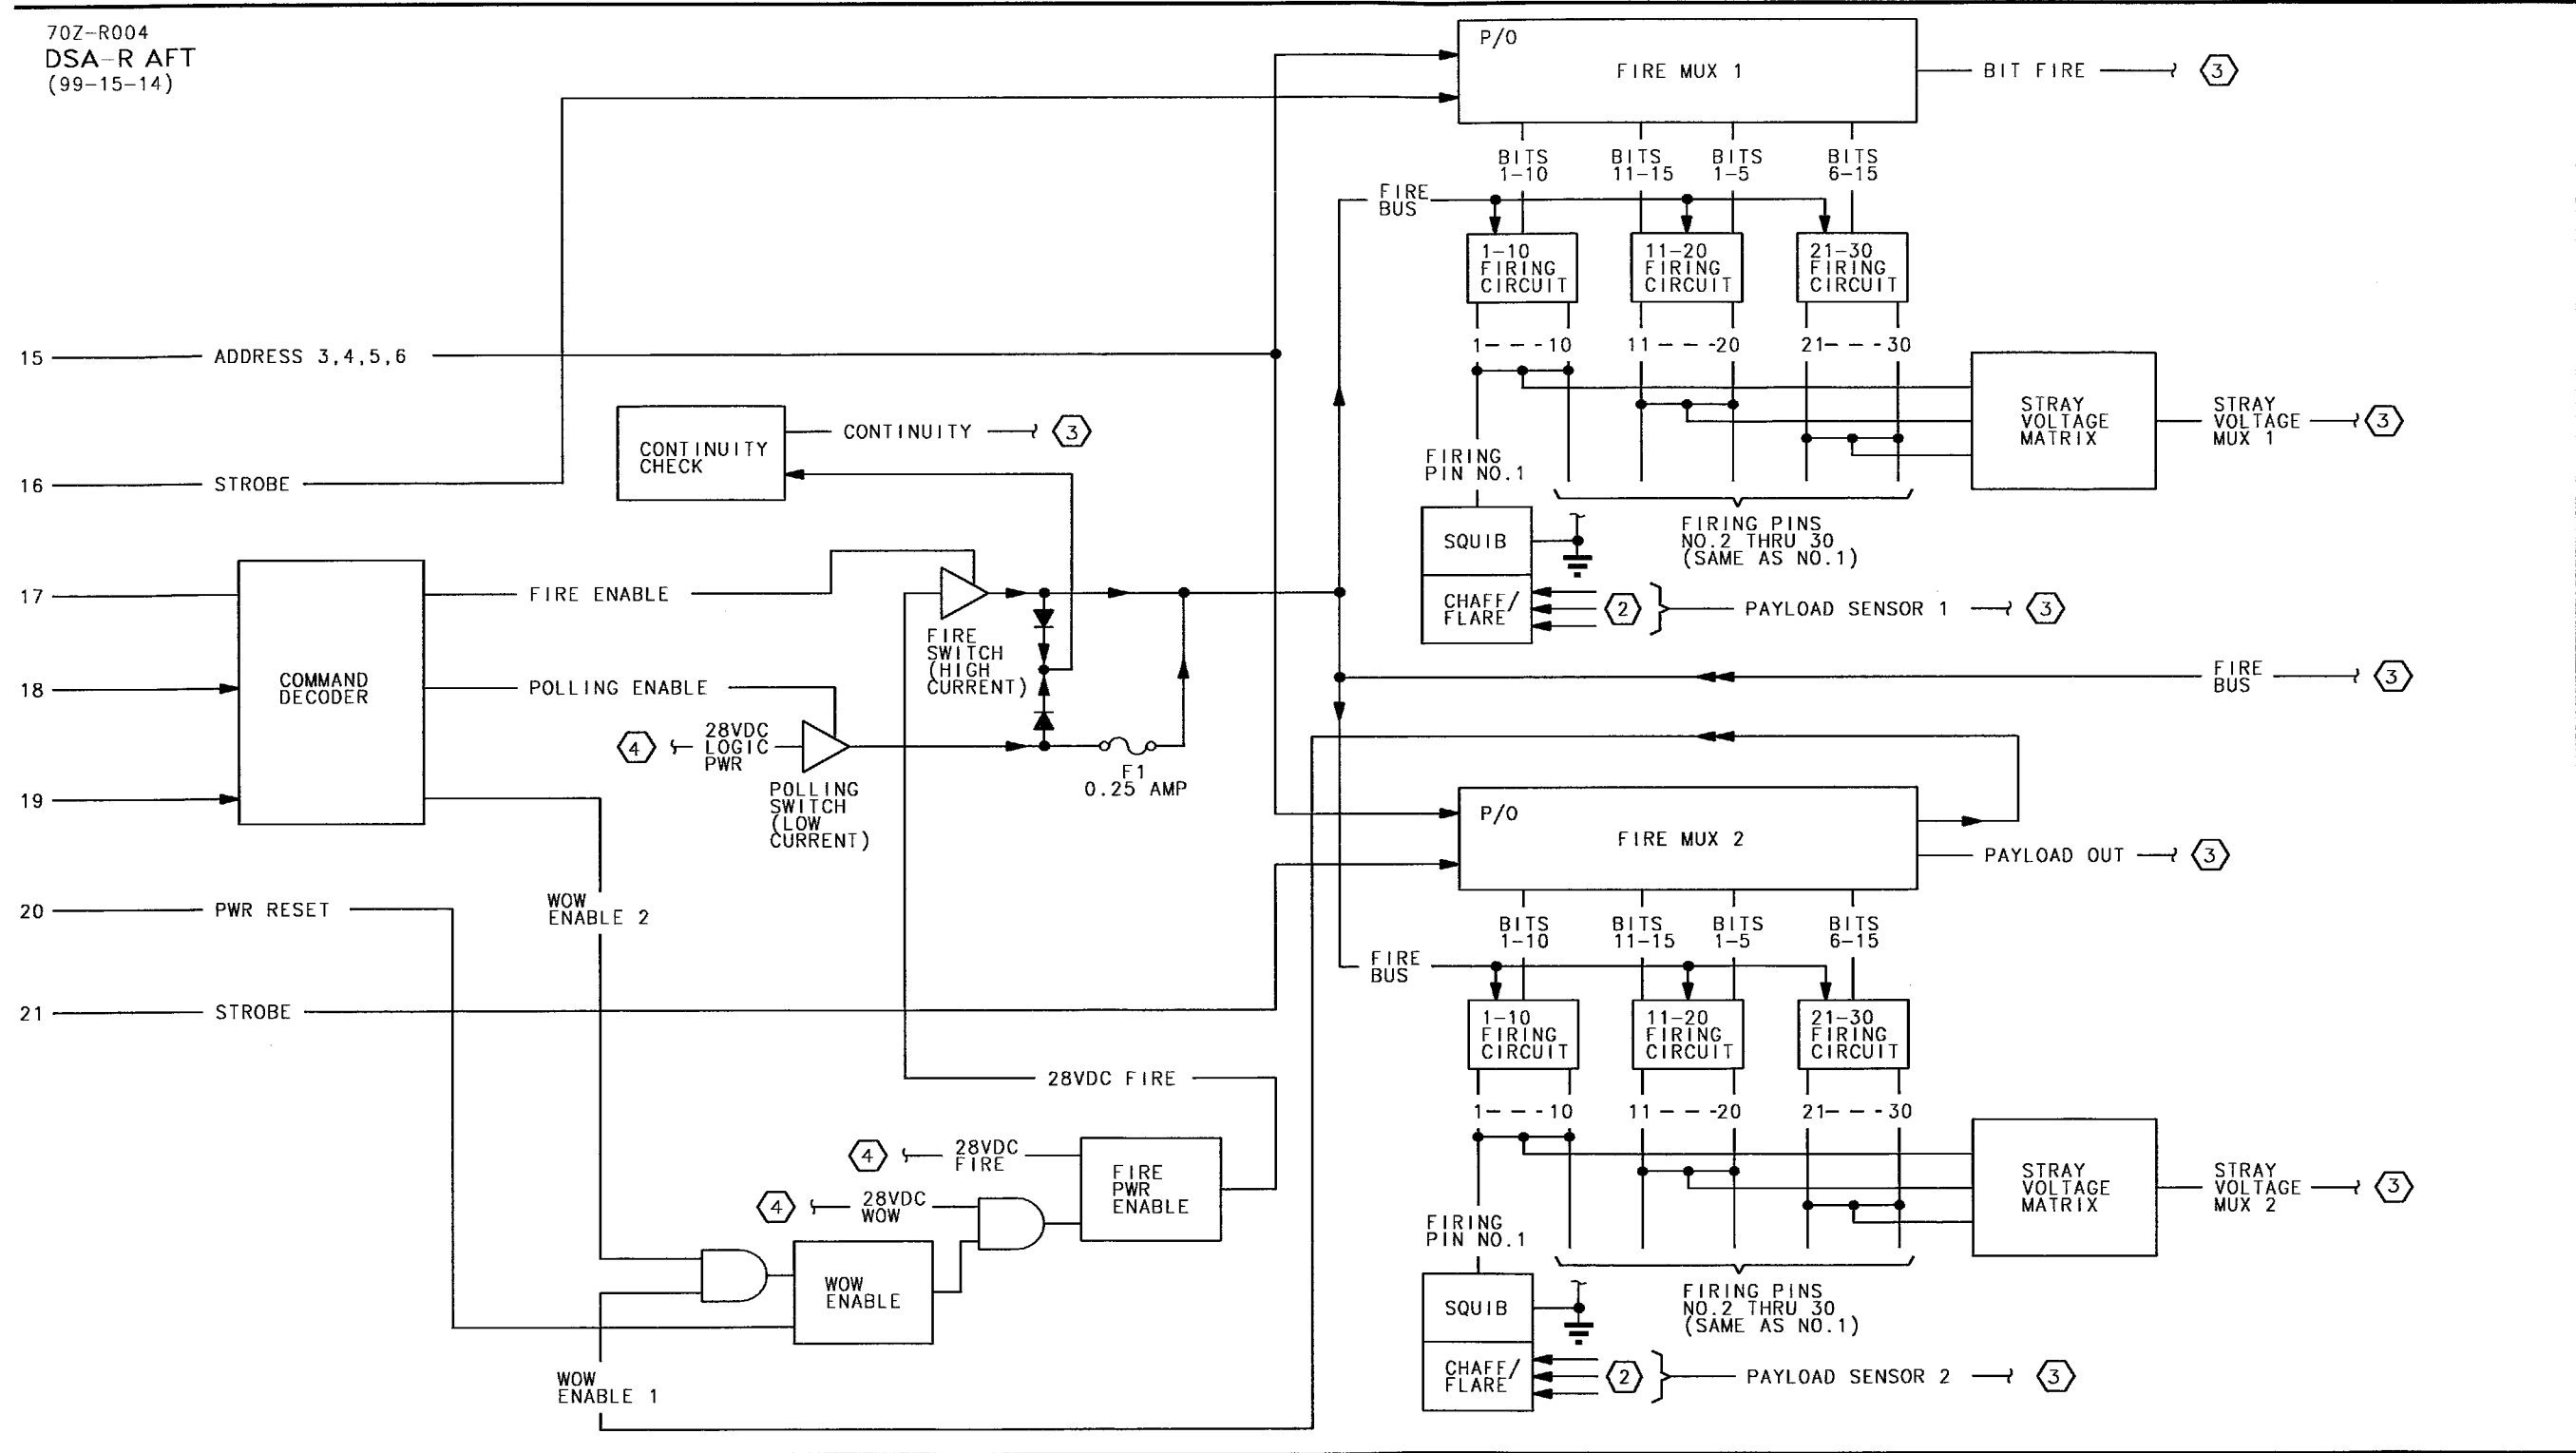 70Z-R004
DSA-R AFT
(99-15-14)
P/O
FIRE MUX 1
BIT FIRE
3
BITS
1-10
BITS
11-15
BITS
1-5
BITS
6-15
FIRE
BUS
1-10
FIRING
CIRCUIT
11-20
FIRING
CIRCUIT
21-30
FIRING
CIRCUIT
1- - -10
11- - -20
21- - -30
15
ADDRESS 3,4,5,6
STRAY
VOLTAGE
MATRIX
STRAY
VOLTAGE
MUX 1
3
CONTINUITY
CHECK
CONTINUITY
3
FIRING
PIN NO.1
16
STROBE
FIRING PINS
NO.2 THRU 30
(SAME AS NO.1)
SQUIB
CHAFF/
FLARE
2
PAYLOAD SENSOR 1
3
17
18
19
COMMAND
DECODER
FIRE ENABLE
FIRE
SWITCH
(HIGH
CURRENT)
POLLING ENABLE
4
28VDC
LOGIC
PWR
POLLING
SWITCH
(LOW
CURRENT)
F1
0.25 AMP
FIRE
BUS
3
P/O
FIRE MUX 2
PAYLOAD OUT
3
20
PWR RESET
WOW
ENABLE 2
BITS
1-10
BITS
11-15
BITS
1-5
BITS
6-15
FIRE
BUS
21
STROBE
1-10
FIRING
CIRCUIT
11-20
FIRING
CIRCUIT
21-30
FIRING
CIRCUIT
28VDC FIRE
1- - -10
11- - -20
21- - -30
4
28VDC
FIRE
FIRE
PWR
ENABLE
4
28VDC
WOW
STRAY
VOLTAGE
MATRIX
STRAY
VOLTAGE
MUX 2
3
FIRING
PIN NO.1
WOW
ENABLE
FIRING PINS
NO.2 THRU 30
(SAME AS NO.1)
SQUIB
CHAFF/
FLARE
2
PAYLOAD SENSOR 2
3
WOW
ENABLE 1